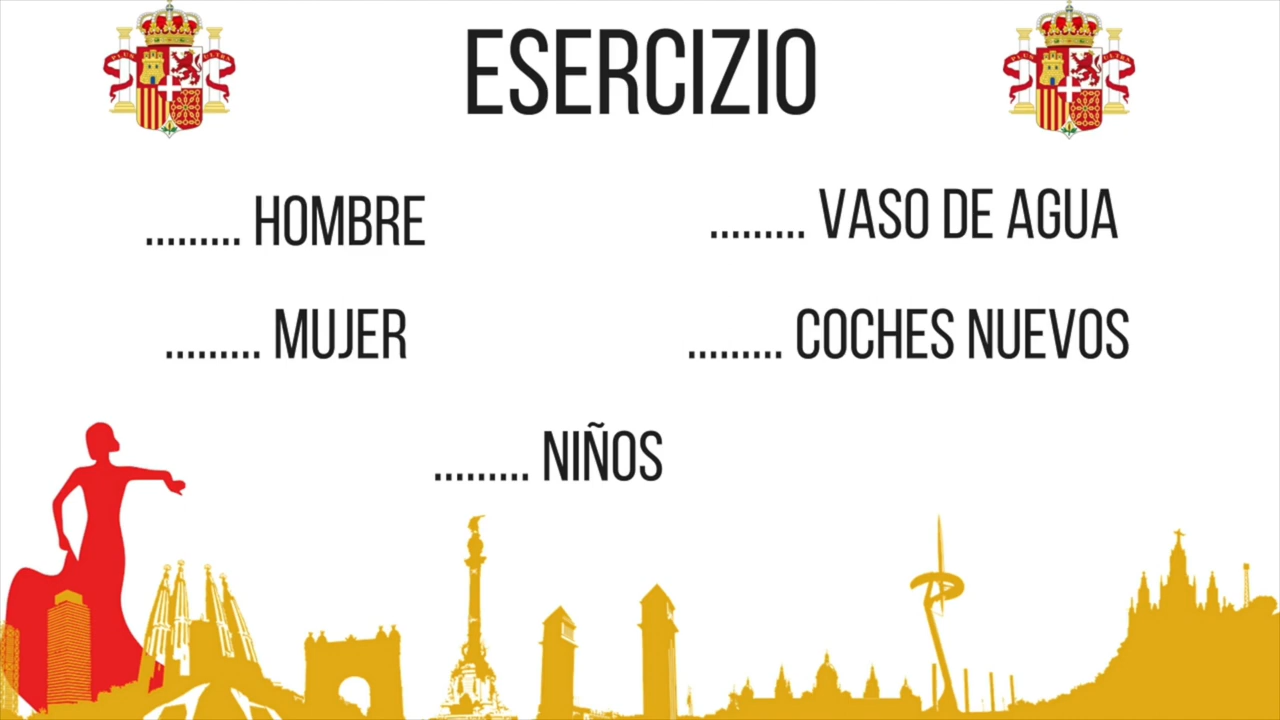 ESERCIZIO
......... HOMBRE
......... VASO DE AGUA
......... MUJER
......... COCHES NUEVOS
......... NIÑOS